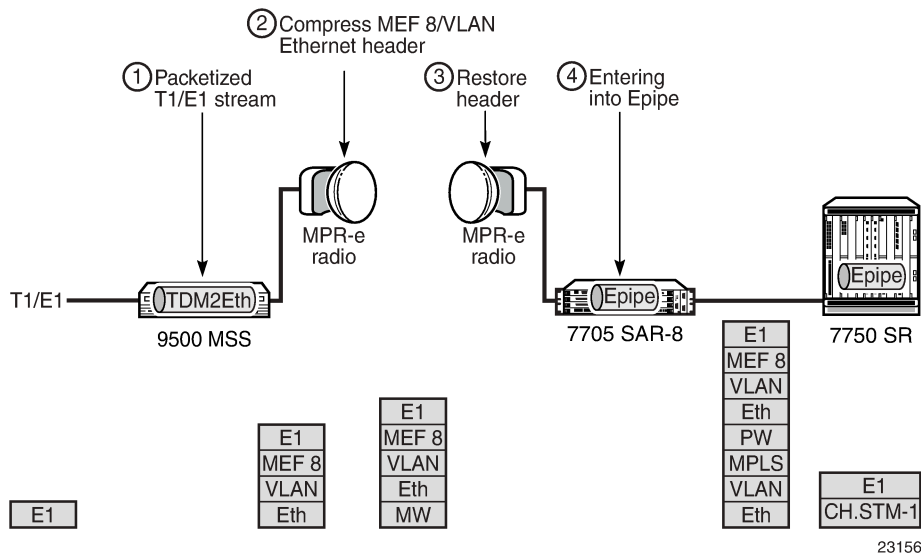 2 Compress MEF 8/VLAN
Ethernet header
1 Packetized
T1/E1 stream
3 Restore
header
4 Entering
into Epipe
MPR-e
radio
MPR-e
radio
T1/E1
TDM2Eth
Epipe
Epipe
9500 MSS
7705 SAR-8
7750 SR
E1
E1
MEF 8
VLAN
Eth
E1
MEF 8
VLAN
Eth
MW
E1
MEF 8
VLAN
Eth
PW
MPLS
VLAN
Eth
E1
CH.STM-1
23156